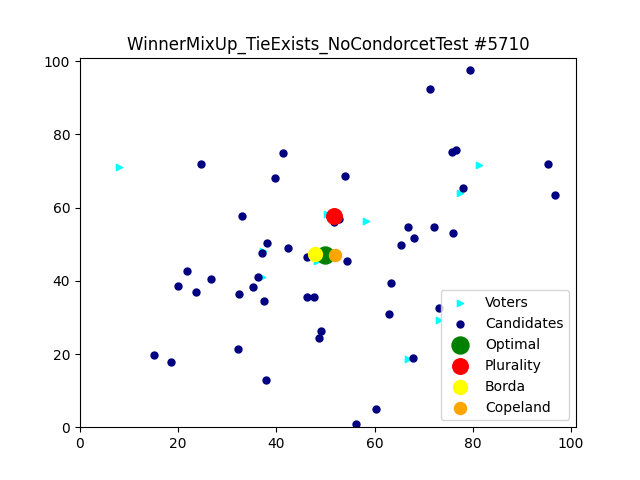 WinnerMixUp_TieExists_NoCondorcetTest #5710
100
80
60
40
20
0
Voters
Candidates
Optimal
Plurality
Borda
Copeland
0 20 40 60 80 100